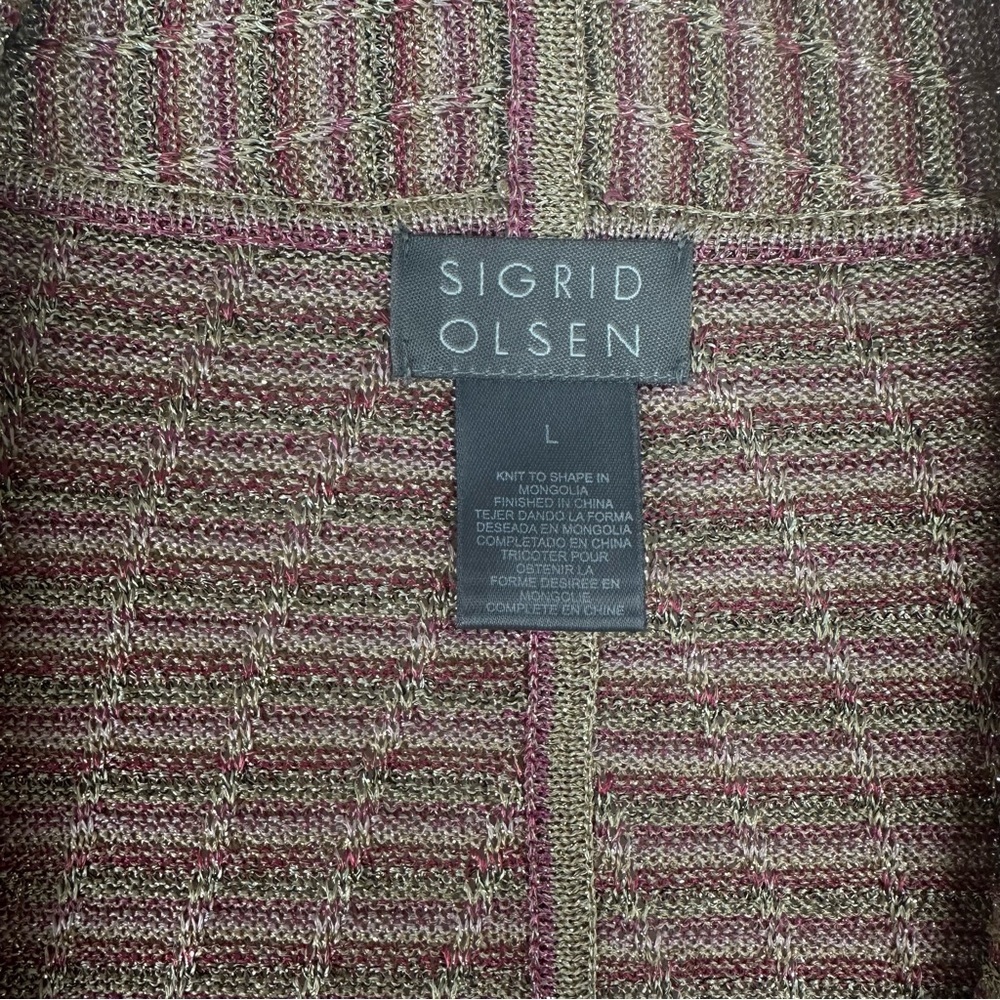 SIGRID
OLSEN
L
KNIT TO SHAPE IN
MONGOLIA
FINISHED IN CHINA
TEJER DANDO LA FORMA
DESEADA EN MONGOLIA
COMPLETADO EN CHINA
TRICOTER POUR
OBTENIR LA
FORME DESIREE EN
MONGOLIE
COMPLETE EN CHINE